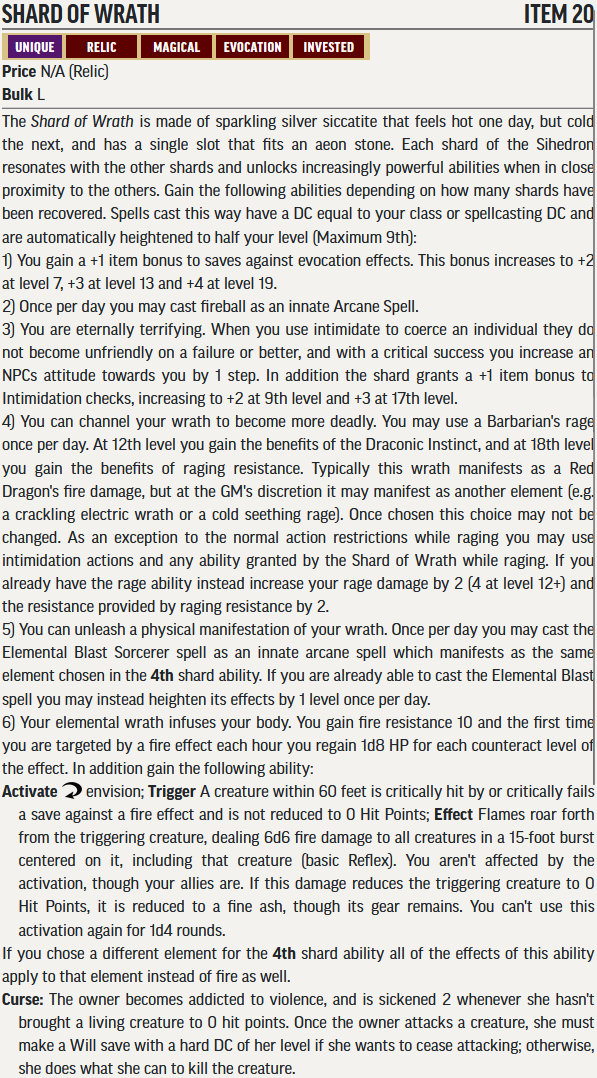 SHARD OF WRATH ITEM 20
UNIQUE RELIC MAGICAL EVOCATION INVESTED
Price N/A (Relic)
Bulk L
The Shard of Wrath is made of sparkling silver siccatite that feels hot one day, but cold
the next, and has a single slot that fits an aeon stone. Each shard of the Sihedron
resonates with the other shards and unlocks increasingly powerful abilities when in close
proximity to the others. Gain the following abilities depending on how many shards have
been recovered. Spells cast this way have a DC equal to your class or spellcasting DC and
are automatically heightened to half your level (Maximum 9th):
1) You gain a +1 item bonus to saves against evocation effects. This bonus increases to +2
at level 7, +3 at level 13 and +4 at level 19.
2) Once per day you may cast fireball as an innate Arcane Spell.
3) You are eternally terrifying. When you use intimidate to coerce an individual they do
not become unfriendly on a failure or better, and with a critical success you increase an
NPCs attitude towards you by 1 step. In addition the shard grants a +1 item bonus to
Intimidation checks, increasing to +2 at 9th level and +3 at 17th level.
4) You can channel your wrath to become more deadly. You may use a Barbarian's rage
once per day. At 12th level you gain the benefits of the Draconic Instinct, and at 18th level
you gain the benefits of raging resistance. Typically this wrath manifests as a Red
Dragon's fire damage, but at the GM's discretion it may manifest as another element (e.g.
a crackling electric wrath or a cold seething rage). Once chosen this choice may not be
changed. As an exception to the normal action restrictions while raging you may use
intimidation actions and any ability granted by the Shard of Wrath while raging. If you
already have the rage ability instead increase your rage damage by 2 (4 at level 12+) and
the resistance provided by raging resistance by 2.
5) You can unleash a physical manifestation of your wrath. Once per day you may cast the
Elemental Blast Sorcerer spell as an innate arcane spell which manifests as the same
element chosen in the 4th shard ability. If you are already able to cast the Elemental Blast
spell you may instead heighten its effects by 1 level once per day.
6) Your elemental wrath infuses your body. You gain fire resistance 10 and the first time
you are targeted by a fire effect each hour you regain 1d8 HP for each counteract level of
the effect. In addition gain the following ability:
Activate envision; Trigger A creature within 60 feet is critically hit by or critically fails
a save against a fire effect and is not reduced to 0 Hit Points; Effect Flames roar forth
from the triggering creature, dealing 6d6 fire damage to all creatures in a 15-foot burst
centered on it, including that creature (basic Reflex). You aren't affected by the
activation, though your allies are. If this damage reduces the triggering creature to 0
Hit Points, it is reduced to a fine ash, though its gear remains. You can't use this
activation again for 1d4 rounds.
If you chose a different element for the 4th shard ability all of the effects of this ability
apply to that element instead of fire as well.
Curse: The owner becomes addicted to violence, and is sickened 2 whenever she hasn't
brought a living creature to 0 hit points. Once the owner attacks a creature, she must
make a Will save with a hard DC of her level if she wants to cease attacking; otherwise,
she does what she can to kill the creature.